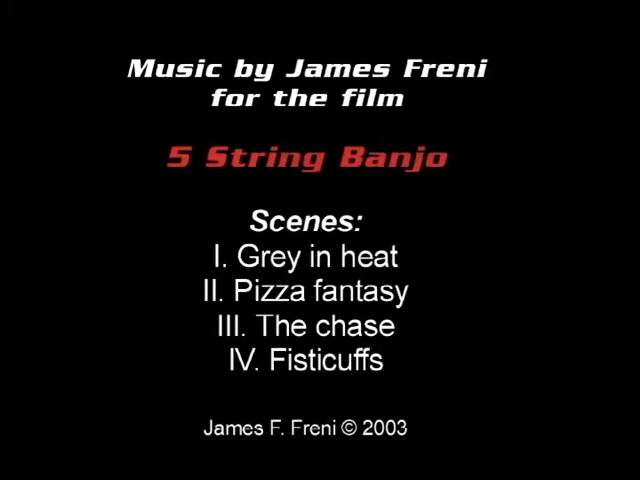 Music by James Freni
for the film
5 String Banjo
Scenes:
I. Grey in heat
II. Pizza fantasy
III. The chase
IV. Fisticuffs
James F. Freni © 2003